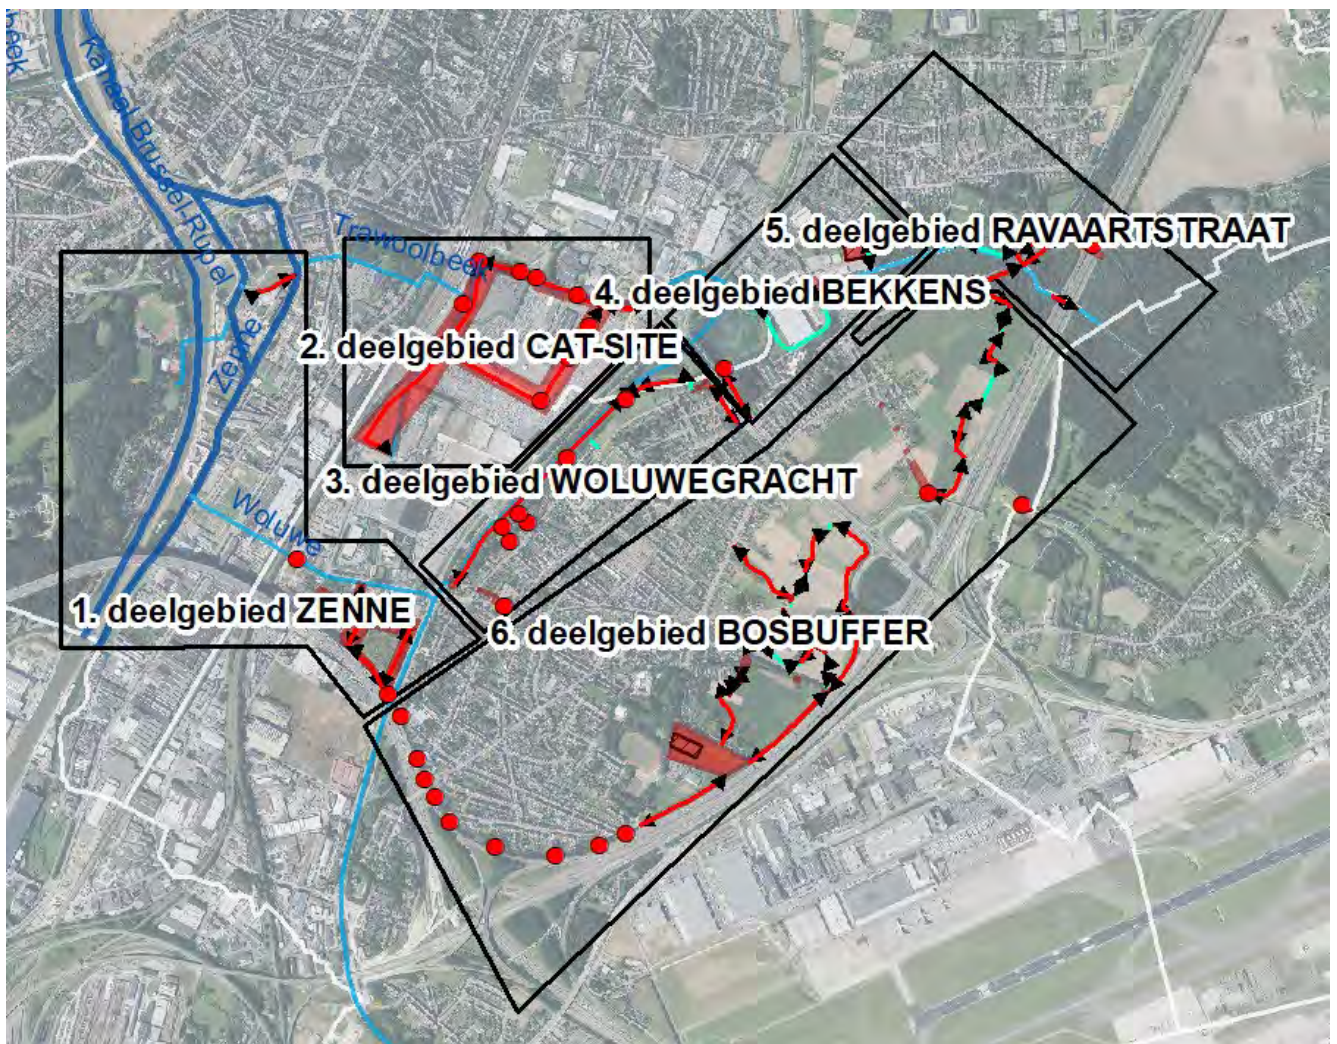 beek
Kanaal Brussel-Rupel
Trawoolbeek
5. deelgebied RAVAARTSTRAAT
4. deelgebied BEKKENS
Zenne
2. deelgebied CAT-SITE
3. deelgebied WOLUWEGRACHT
Woluwe
1. deelgebied ZENNE
6. deelgebied BOSBUFFER